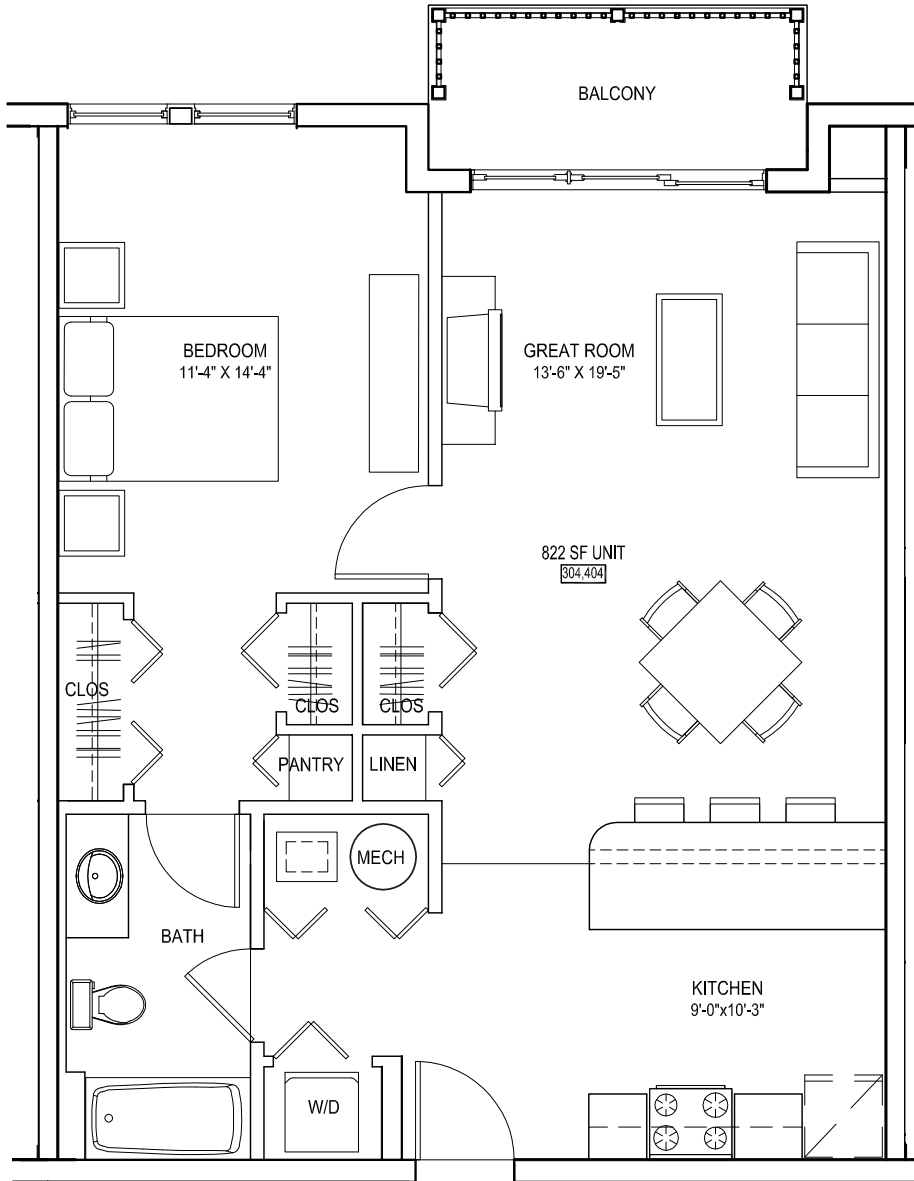 BALCONY
BEDROOM
11'-4" X 14'-4"
GREAT ROOM
13'-6" X 19'-5"
822 SF UNIT
304,404
CLOS
CLOS
CLOS
PANTRY
LINEN
MECH
BATH
KITCHEN
9'-0"x10'-3"
W/D